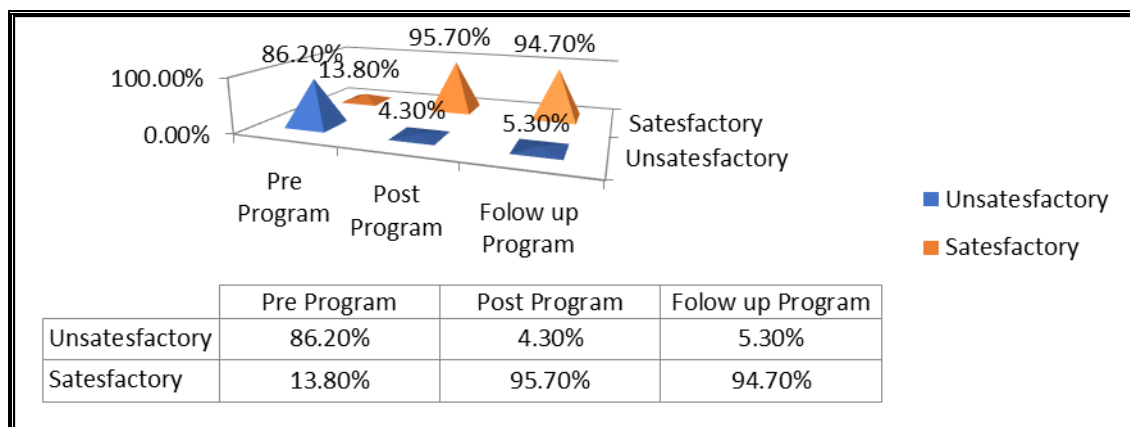 95.70% 94.70%
86.20%
13.80%
100.00%
4.30% 5.30%
0.00%
Satesfactory
Unsatesfactory
Pre
Program
Post
Program
Folow up
Program
Unsatesfactory
Satesfactory
Pre Program Post Program Folow up Program
Unsatesfactory 86.20% 4.30% 5.30%
Satesfactory 13.80% 95.70% 94.70%